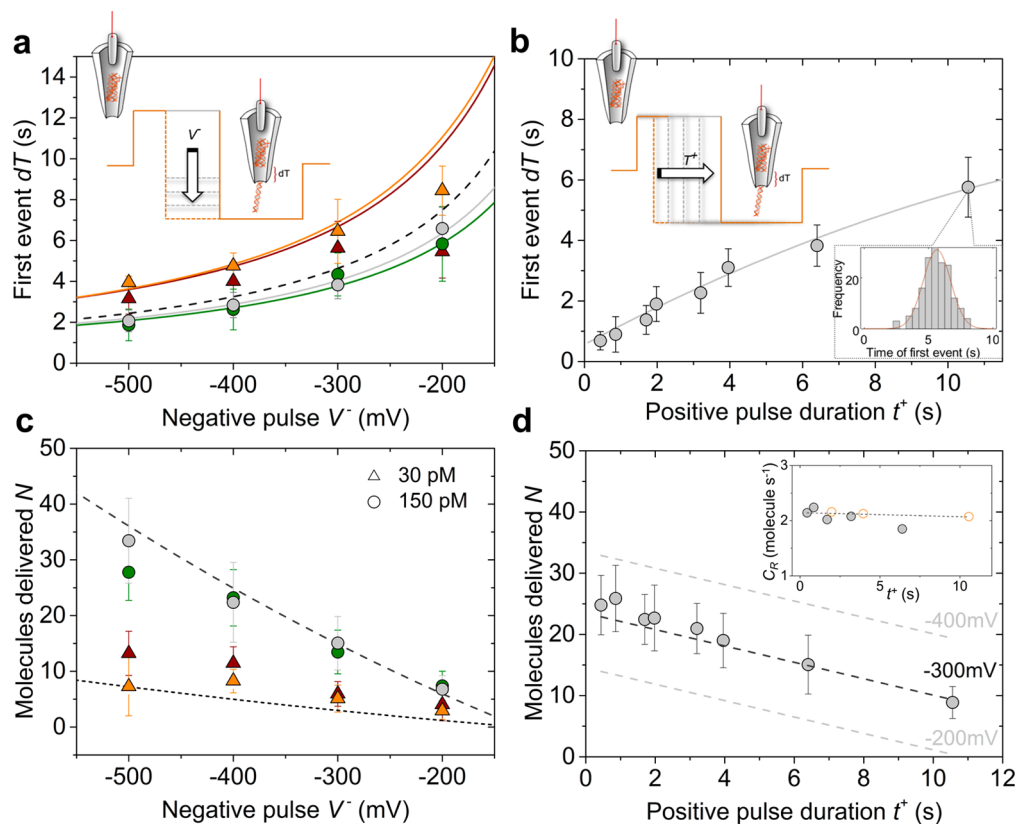 a
First event dT (s)
16
14
12
10
8
6
4
2
0
V-
dT
-500
-400
-300
-200
Negative pulse V- (mV)
b
First event dT (s)
10
8
6
4
2
0
T+
dT
Frequency
20
0
0
5
10
Time of first event (s)
0
2
4
6
8
10
Positive pulse duration t+ (s)
c
Molecules delivered N
50
40
30
20
10
0
30 pM
150 pM
-500
-400
-300
-200
Negative pulse V- (mV)
d
Molecules delivered N
50
40
30
20
10
0
CR (molecule s-1)
3
2
1
0
5
10
t+ (s)
-400mV
-300mV
-200mV
0
2
4
6
8
10
12
Positive pulse duration t+ (s)